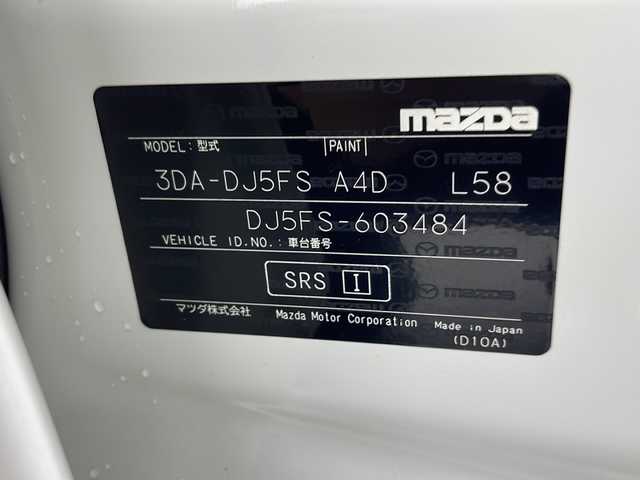 mazda
MODEL: 型式 PAINT
3DA-DJ5FS A4D L58
DJ5FS-603484
VEHICLE ID.NO.: 車台番号
SRS I
マツダ株式会社 Mazda Motor Corporation Made in Japan
(D10A)